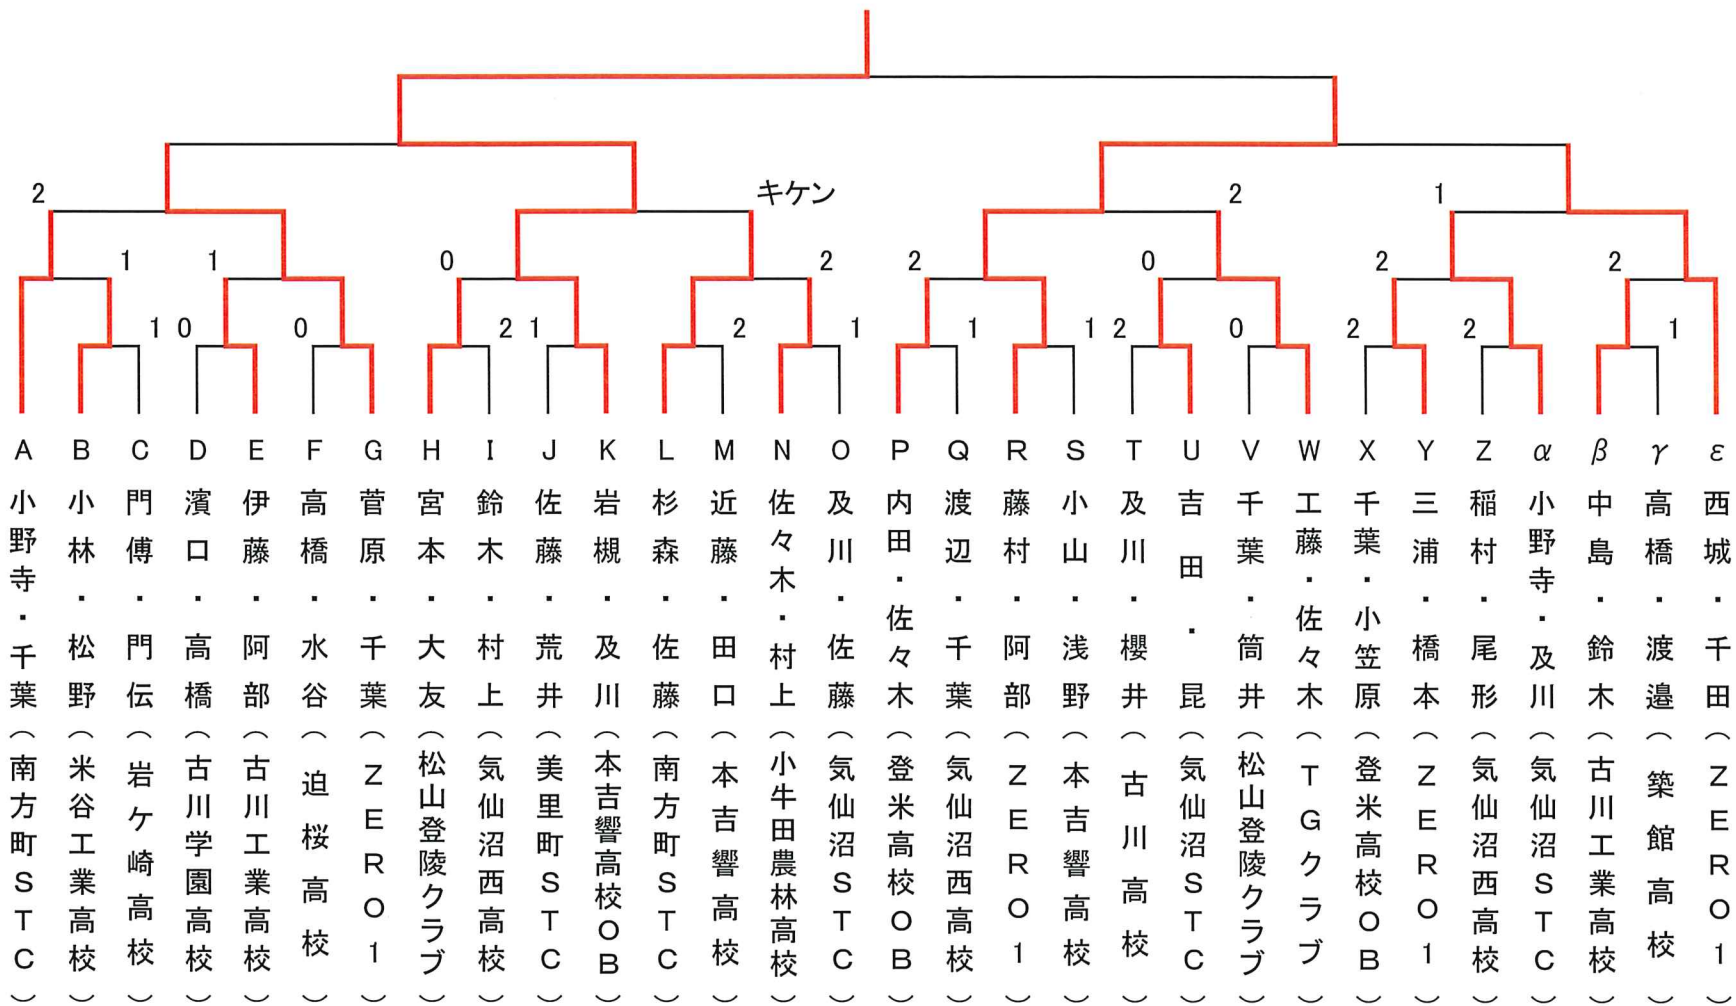 キケン
2
2
1
1
1
0
2
2
0
2
2
1
0
0
2
1
2
1
1
1
2
0
2
2
1
A 小野寺・千葉（南方町STC）
B 小林・松野（米谷工業高校）
C 門傳・門伝（岩ケ崎高校）
D 濱口・高橋（古川学園高校）
E 伊藤・阿部（古川工業高校）
F 高橋・水谷（迫桜高校）
G 菅原・千葉（ZERO1）
H 宮本・大友（松山登陵クラブ）
I 鈴木・村上（気仙沼西高校）
J 佐藤・荒井（美里町STC）
K 岩槻・及川（本吉響高校OB）
L 杉森・佐藤（南方町STC）
M 近藤・田口（本吉響高校）
N 佐々木・村上（小牛田農林高校）
O 及川・佐藤（気仙沼STC）
P 内田・佐々木（登米高校OB）
Q 渡辺・千葉（気仙沼西高校）
R 藤村・阿部（ZERO1）
S 小山・浅野（本吉響高校）
T 及川・櫻井（古川高校）
U 吉田・昆（気仙沼STC）
V 千葉・筒井（松山登陵クラブ）
W 工藤・佐々木（TGクラブ）
X 千葉・小笠原（登米高校OB）
Y 三浦・橋本（ZERO1）
Z 稲村・尾形（気仙沼西高校）
α 小野寺・及川（気仙沼STC）
β 中島・鈴木（古川工業高校）
γ 高橋・渡邉（築館高校）
ε 西城・千田（ZERO1）